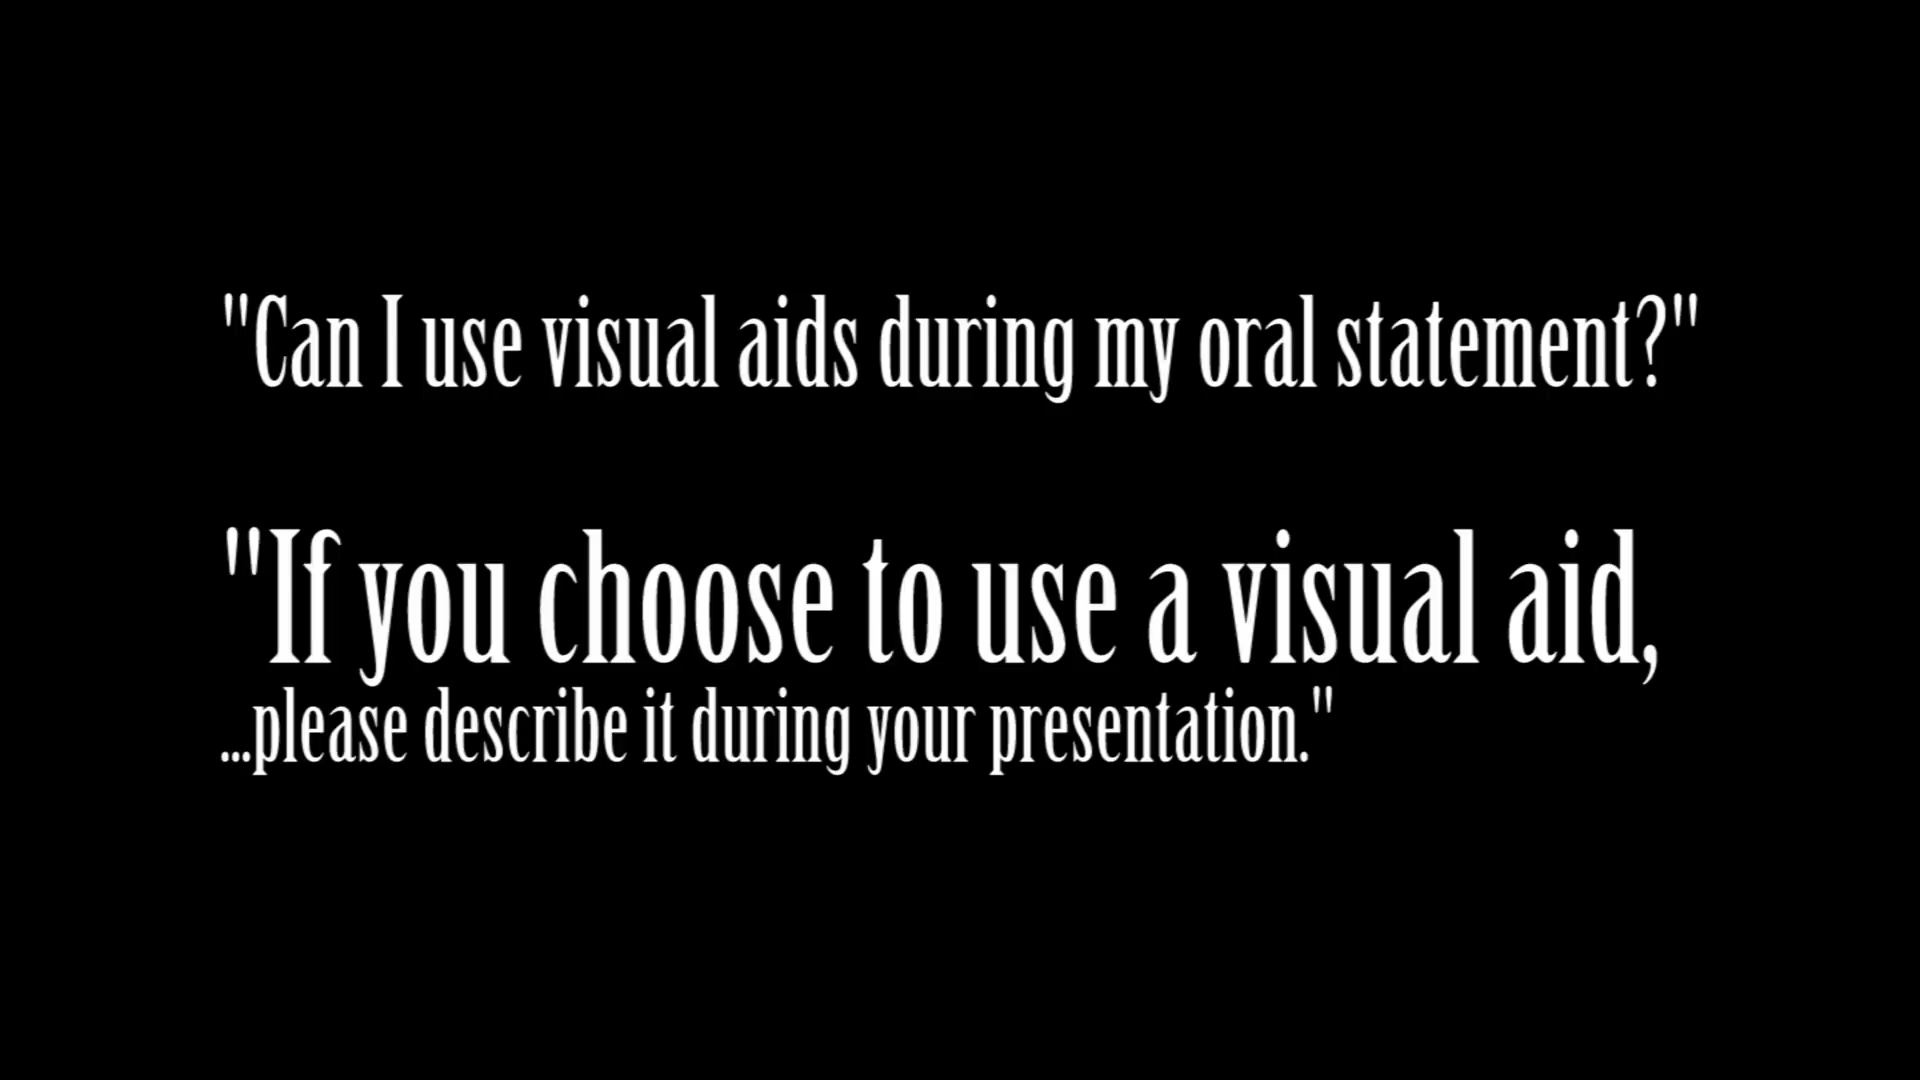 "Can I use visual aids during my oral statement?"
"If you choose to use a visual aid,
...please describe it during your presentation."